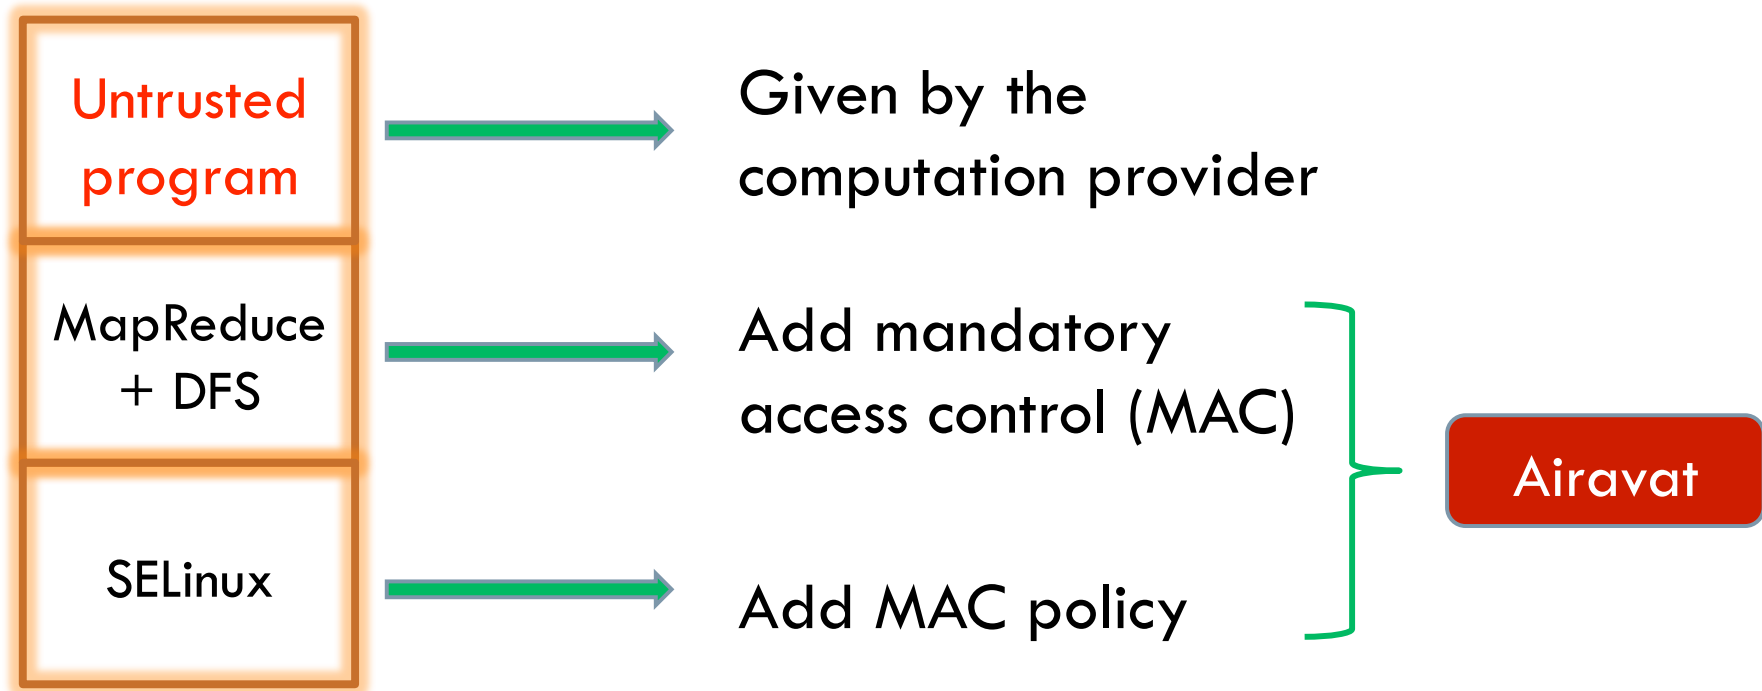 Untrusted
program
Given by the
computation provider
MapReduce
+ DFS
Add mandatory
access control (MAC)
Airavat
SELinux
Add MAC policy